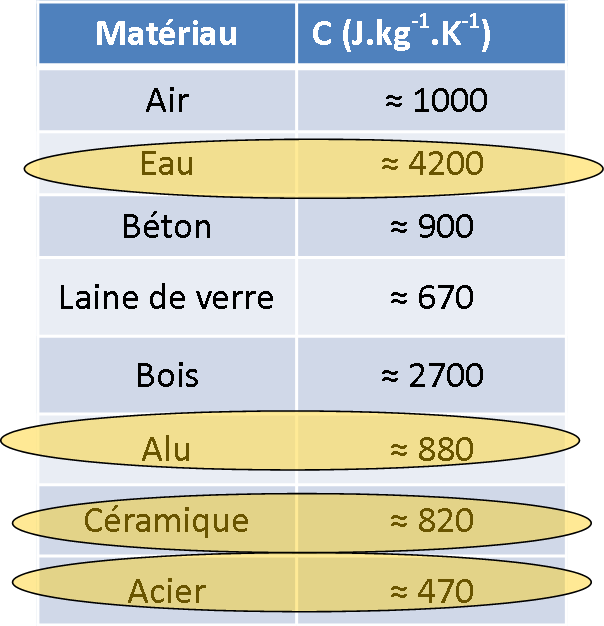 Matériau C (J.kg⁻¹.K⁻¹)
Air ≈ 1000
Eau ≈ 4200
Béton ≈ 900
Laine de verre ≈ 670
Bois ≈ 2700
Alu ≈ 880
Céramique ≈ 820
Acier ≈ 470